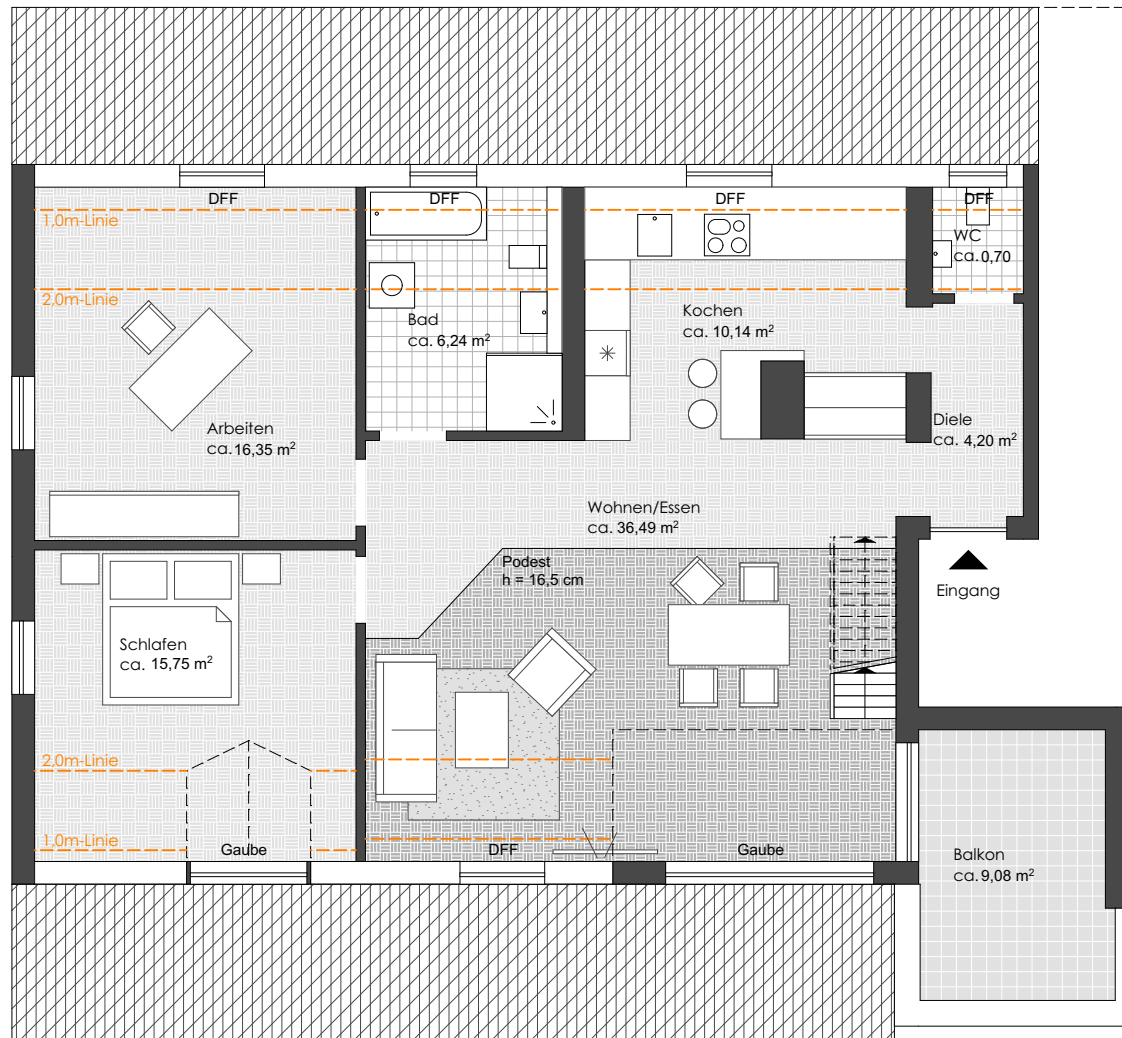 DFF
DFF
DFF
DFF
1,0m-Linie
WC
ca. 0,70
2,0m-Linie
Kochen
ca. 10,14 m²
Bad
ca. 6,24 m²
Arbeiten
ca. 16,35 m²
Diele
ca. 4,20 m²
Wohnen/Essen
ca. 36,49 m²
Podest
h = 16,5 cm
Eingang
Schlafen
ca. 15,75 m²
2,0m-Linie
1,0m-Linie
Gaube
DFF
Gaube
Balkon
ca. 9,08 m²